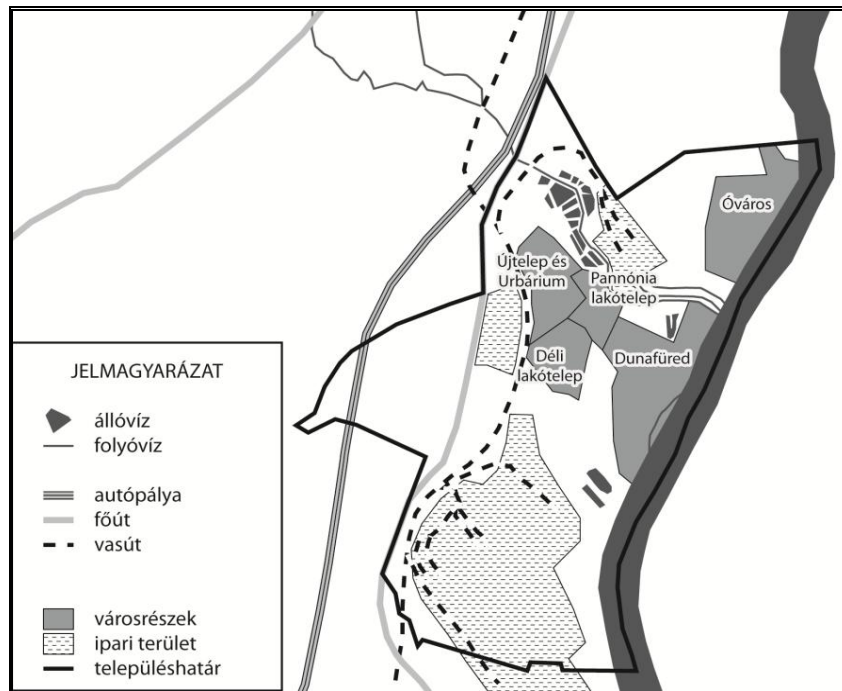 Óváros
Újtelep és
Urbárium
Pannónia
lakótelep
Déli
lakótelep
Dunafüred
JELMAGYARÁZAT
állóvíz
folyóvíz
autópálya
főút
vasút
városrészek
ipari terület
településhatár